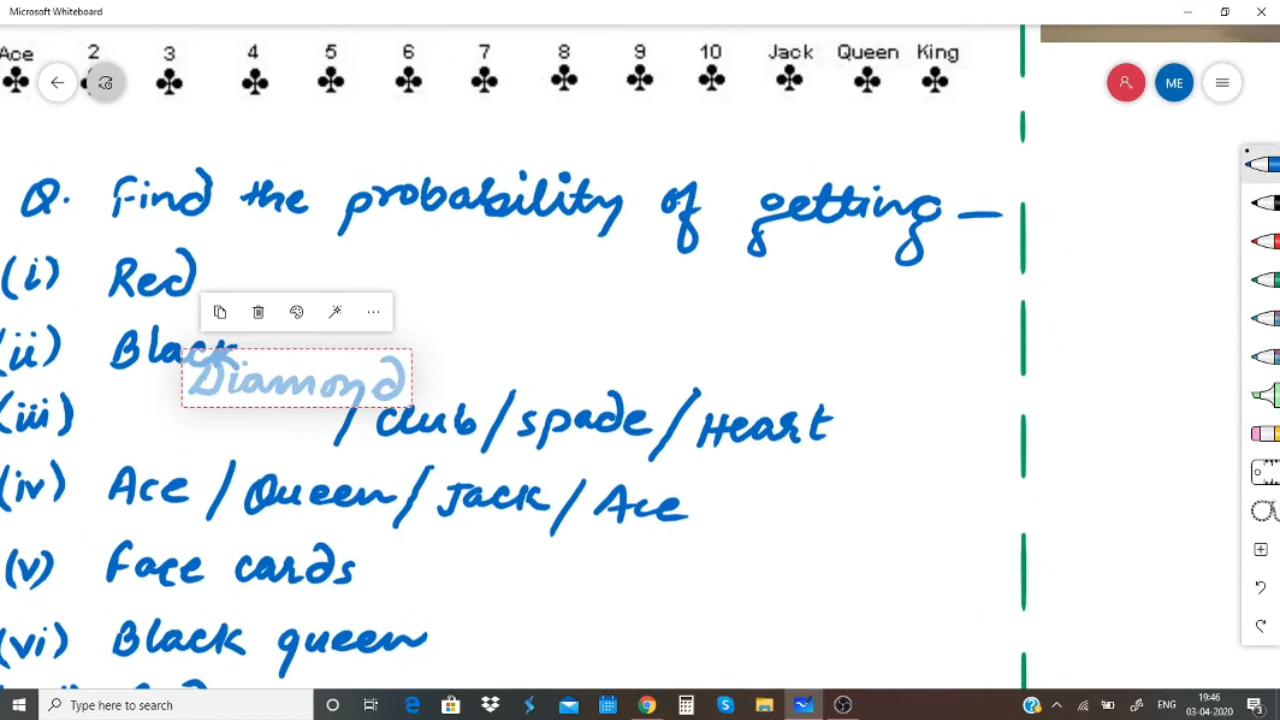 Microsoft Whiteboard
Ace 2 3 4 5 6 7 8 9 10 Jack Queen King
ME
Q. Find the probability of getting —
(i) Red
(ii) Black
Diamond
(iii) / club / spade / Heart
(iv) Ace / Queen / Jack / Ace
(v) Face cards
(vi) Black queen
Type here to search
ENG
19:46
03-04-2020
3